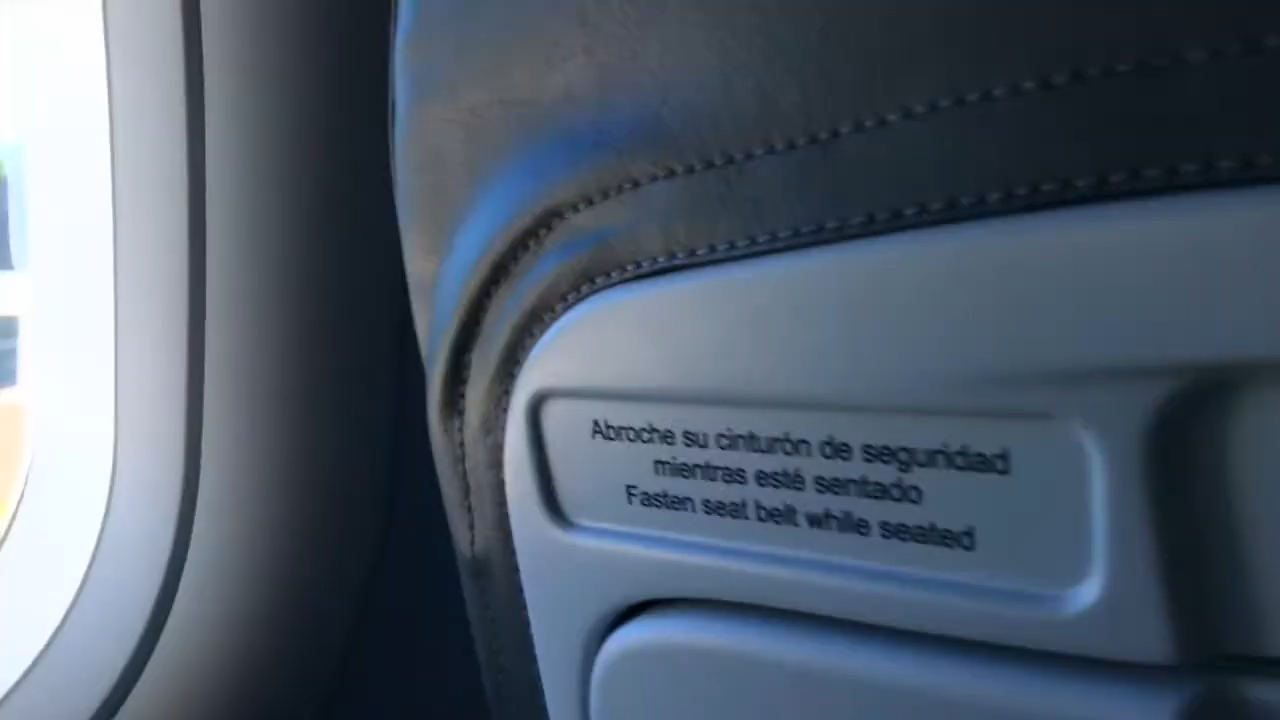 Abroche su cinturón de seguridad
mientras esté sentado
Fasten seat belt while seated